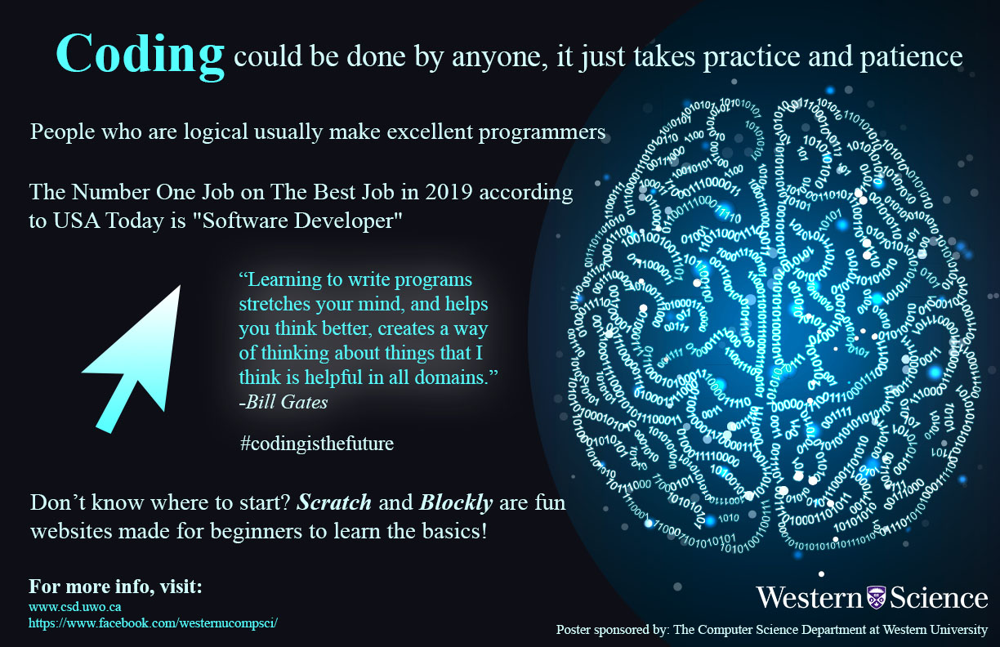 Coding could be done by anyone, it just takes practice and patience
People who are logical usually make excellent programmers
The Number One Job on The Best Job in 2019 according
to USA Today is "Software Developer"
“Learning to write programs
stretches your mind, and helps
you think better, creates a way
of thinking about things that I
think is helpful in all domains.”
-Bill Gates
#codingisthefuture
Don’t know where to start? Scratch and Blockly are fun
websites made for beginners to learn the basics!
For more info, visit:
www.csd.uwo.ca
https://www.facebook.com/westernucompsci/
Western Science
Poster sponsored by: The Computer Science Department at Western University